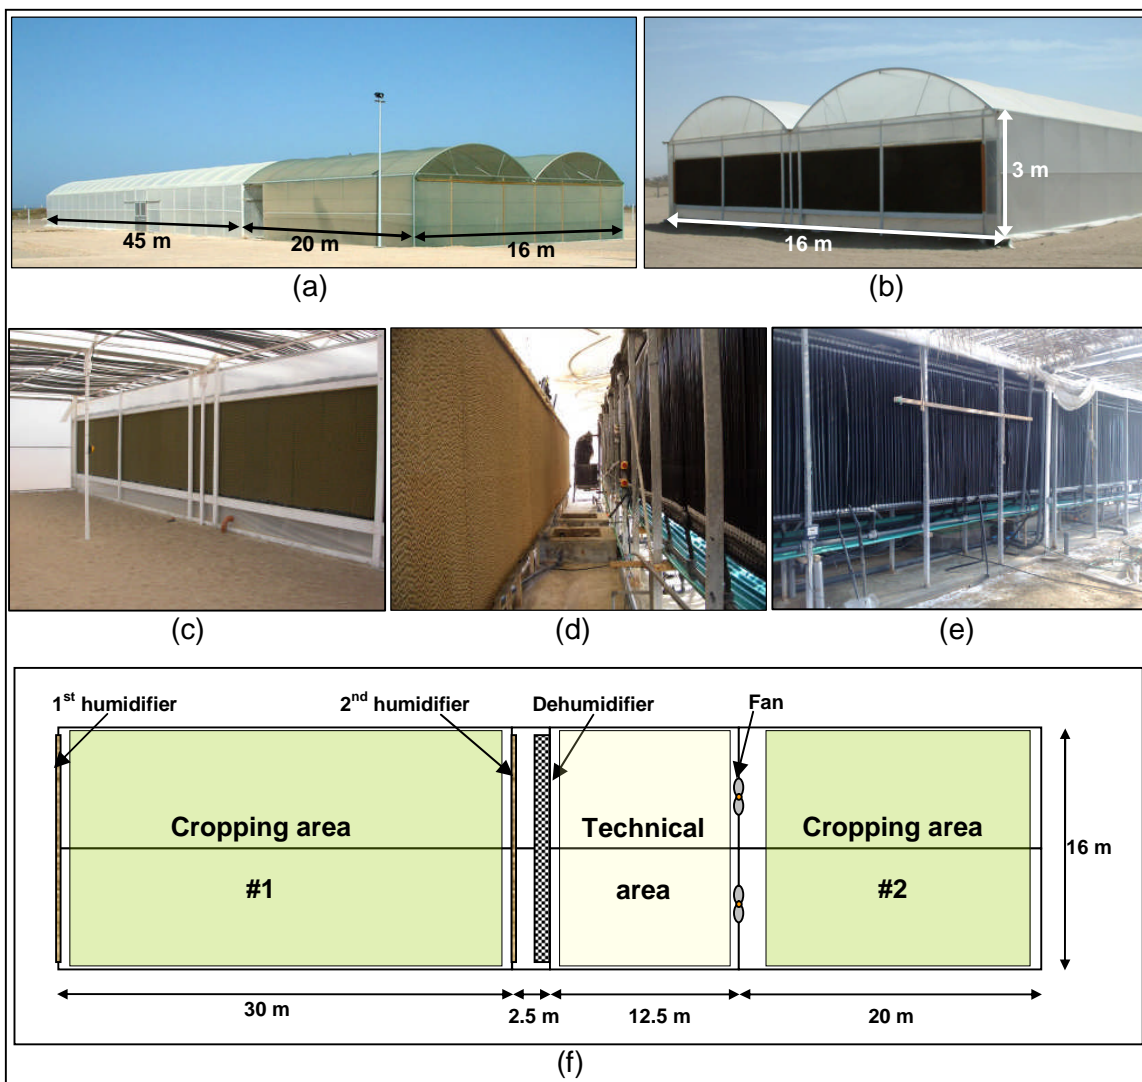 45 m
20 m
16 m
(a)
3 m
16 m
(b)
(c)
(d)
(e)
1st humidifier
2nd humidifier
Dehumidifier
Fan
Cropping area
#1
Technical
area
Cropping area
#2
16 m
30 m
2.5 m
12.5 m
20 m
(f)